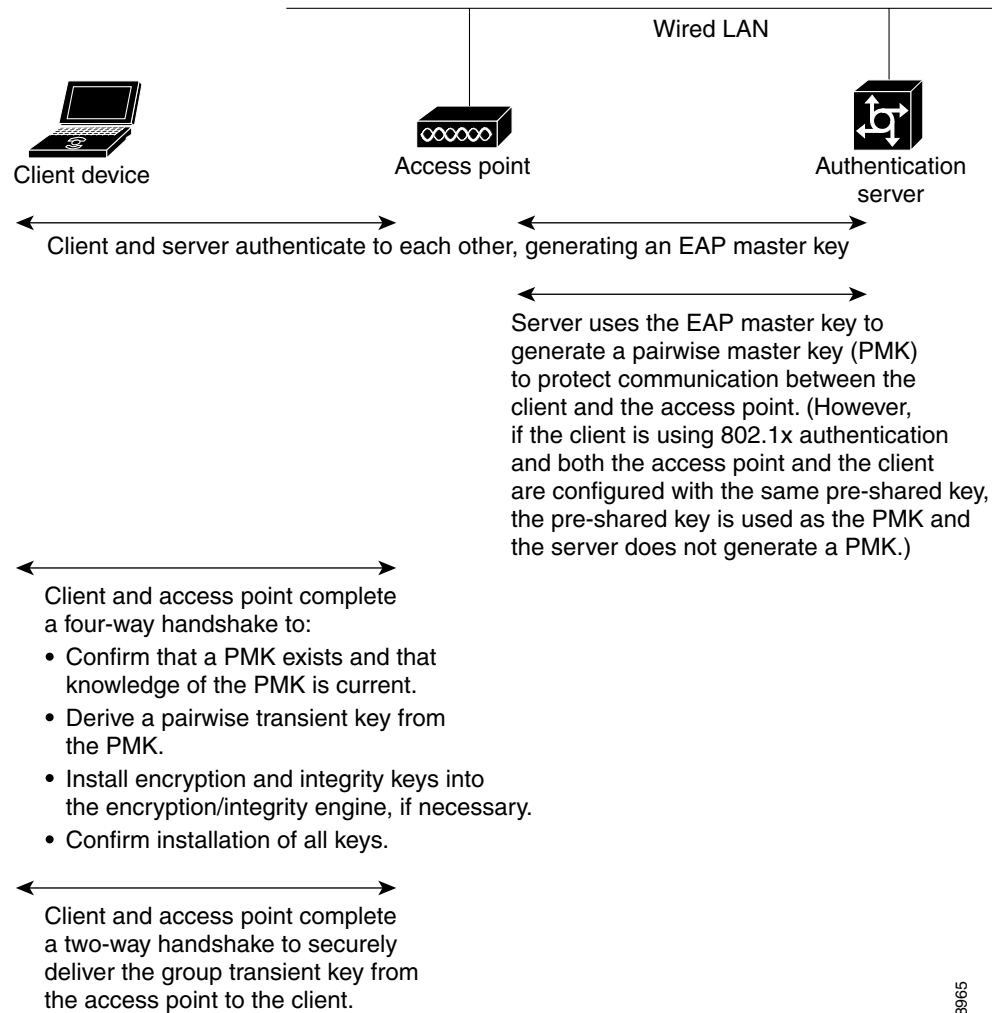 Wired LAN
Client device
Access point
Authentication
server
Client and server authenticate to each other, generating an EAP master key
Server uses the EAP master key to
generate a pairwise master key (PMK)
to protect communication between the
client and the access point. (However,
if the client is using 802.1x authentication
and both the access point and the client
are configured with the same pre-shared key,
the pre-shared key is used as the PMK and
the server does not generate a PMK.)
Client and access point complete
a four-way handshake to:
• Confirm that a PMK exists and that
knowledge of the PMK is current.
• Derive a pairwise transient key from
the PMK.
• Install encryption and integrity keys into
the encryption/integrity engine, if necessary.
• Confirm installation of all keys.
Client and access point complete
a two-way handshake to securely
deliver the group transient key from
the access point to the client.